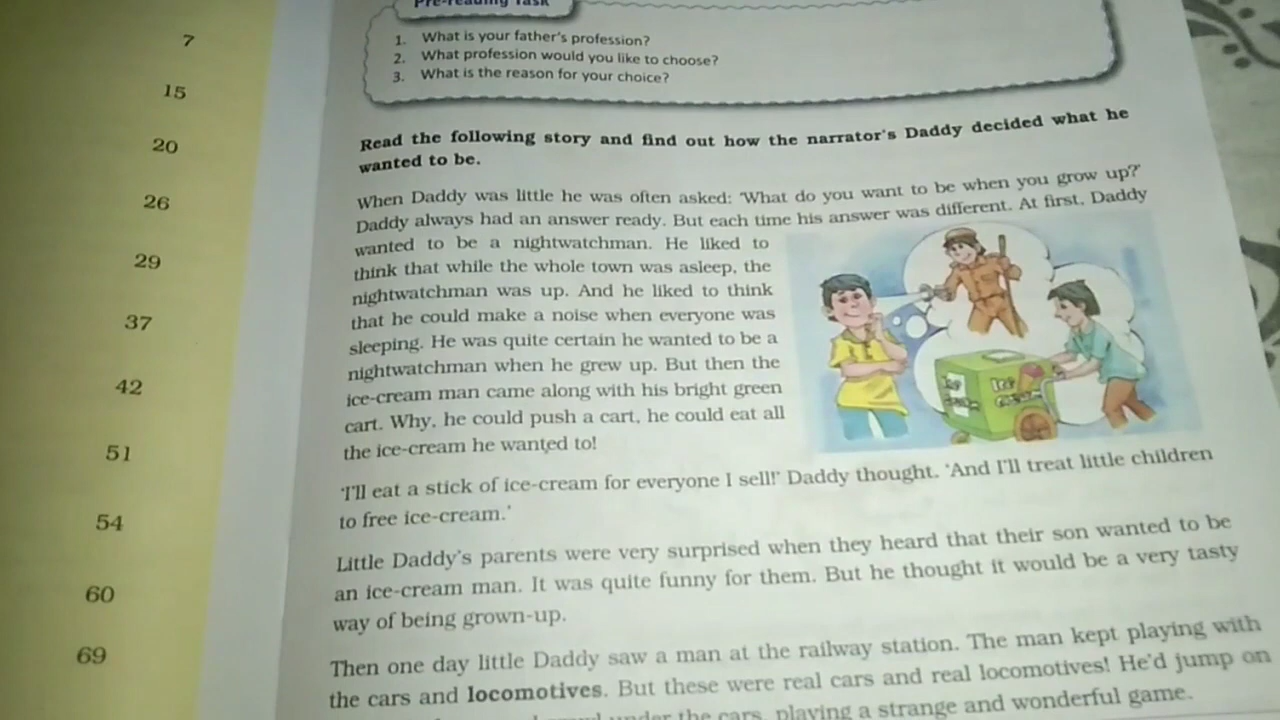 7
15
20
26
29
37
42
51
54
60
69
Pre-reading Task
1. What is your father's profession?
2. What profession would you like to choose?
3. What is the reason for your choice?
Read the following story and find out how the narrator's Daddy decided what he
wanted to be.
When Daddy was little he was often asked: 'What do you want to be when you grow up?'
Daddy always had an answer ready. But each time his answer was different. At first, Daddy
wanted to be a nightwatchman. He liked to
think that while the whole town was asleep, the
nightwatchman was up. And he liked to think
that he could make a noise when everyone was
sleeping. He was quite certain he wanted to be a
nightwatchman when he grew up. But then the
ice-cream man came along with his bright green
cart. Why, he could push a cart, he could eat all
the ice-cream he wanted to!
Ice
Ice
cream
'I'll eat a stick of ice-cream for everyone I sell!' Daddy thought. 'And I'll treat little children
to free ice-cream.'
Little Daddy's parents were very surprised when they heard that their son wanted to be
an ice-cream man. It was quite funny for them. But he thought it would be a very tasty
way of being grown-up.
Then one day little Daddy saw a man at the railway station. The man kept playing with
the cars and locomotives. But these were real cars and real locomotives! He'd jump on
under the cars, playing a strange and wonderful game.